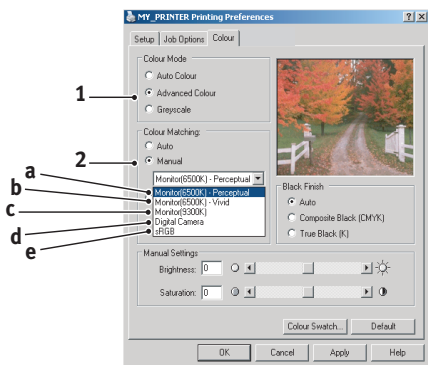 MY_PRINTER Printing Preferences
Setup Job Options Colour
Colour Mode
Auto Colour
1
Advanced Colour
Greyscale
Colour Matching:
Auto
2
Manual
Monitor(6500K) - Perceptual
a
Monitor(6500K) - Perceptual
b
Monitor(6500K) - Vivid
c
Monitor(9300K)
d
Digital Camera
e
sRGB
Black Finish
Auto
Composite Black (CMYK)
True Black (K)
Manual Settings
Brightness: 0
Saturation: 0
Colour Swatch... Default
OK Cancel Apply Help